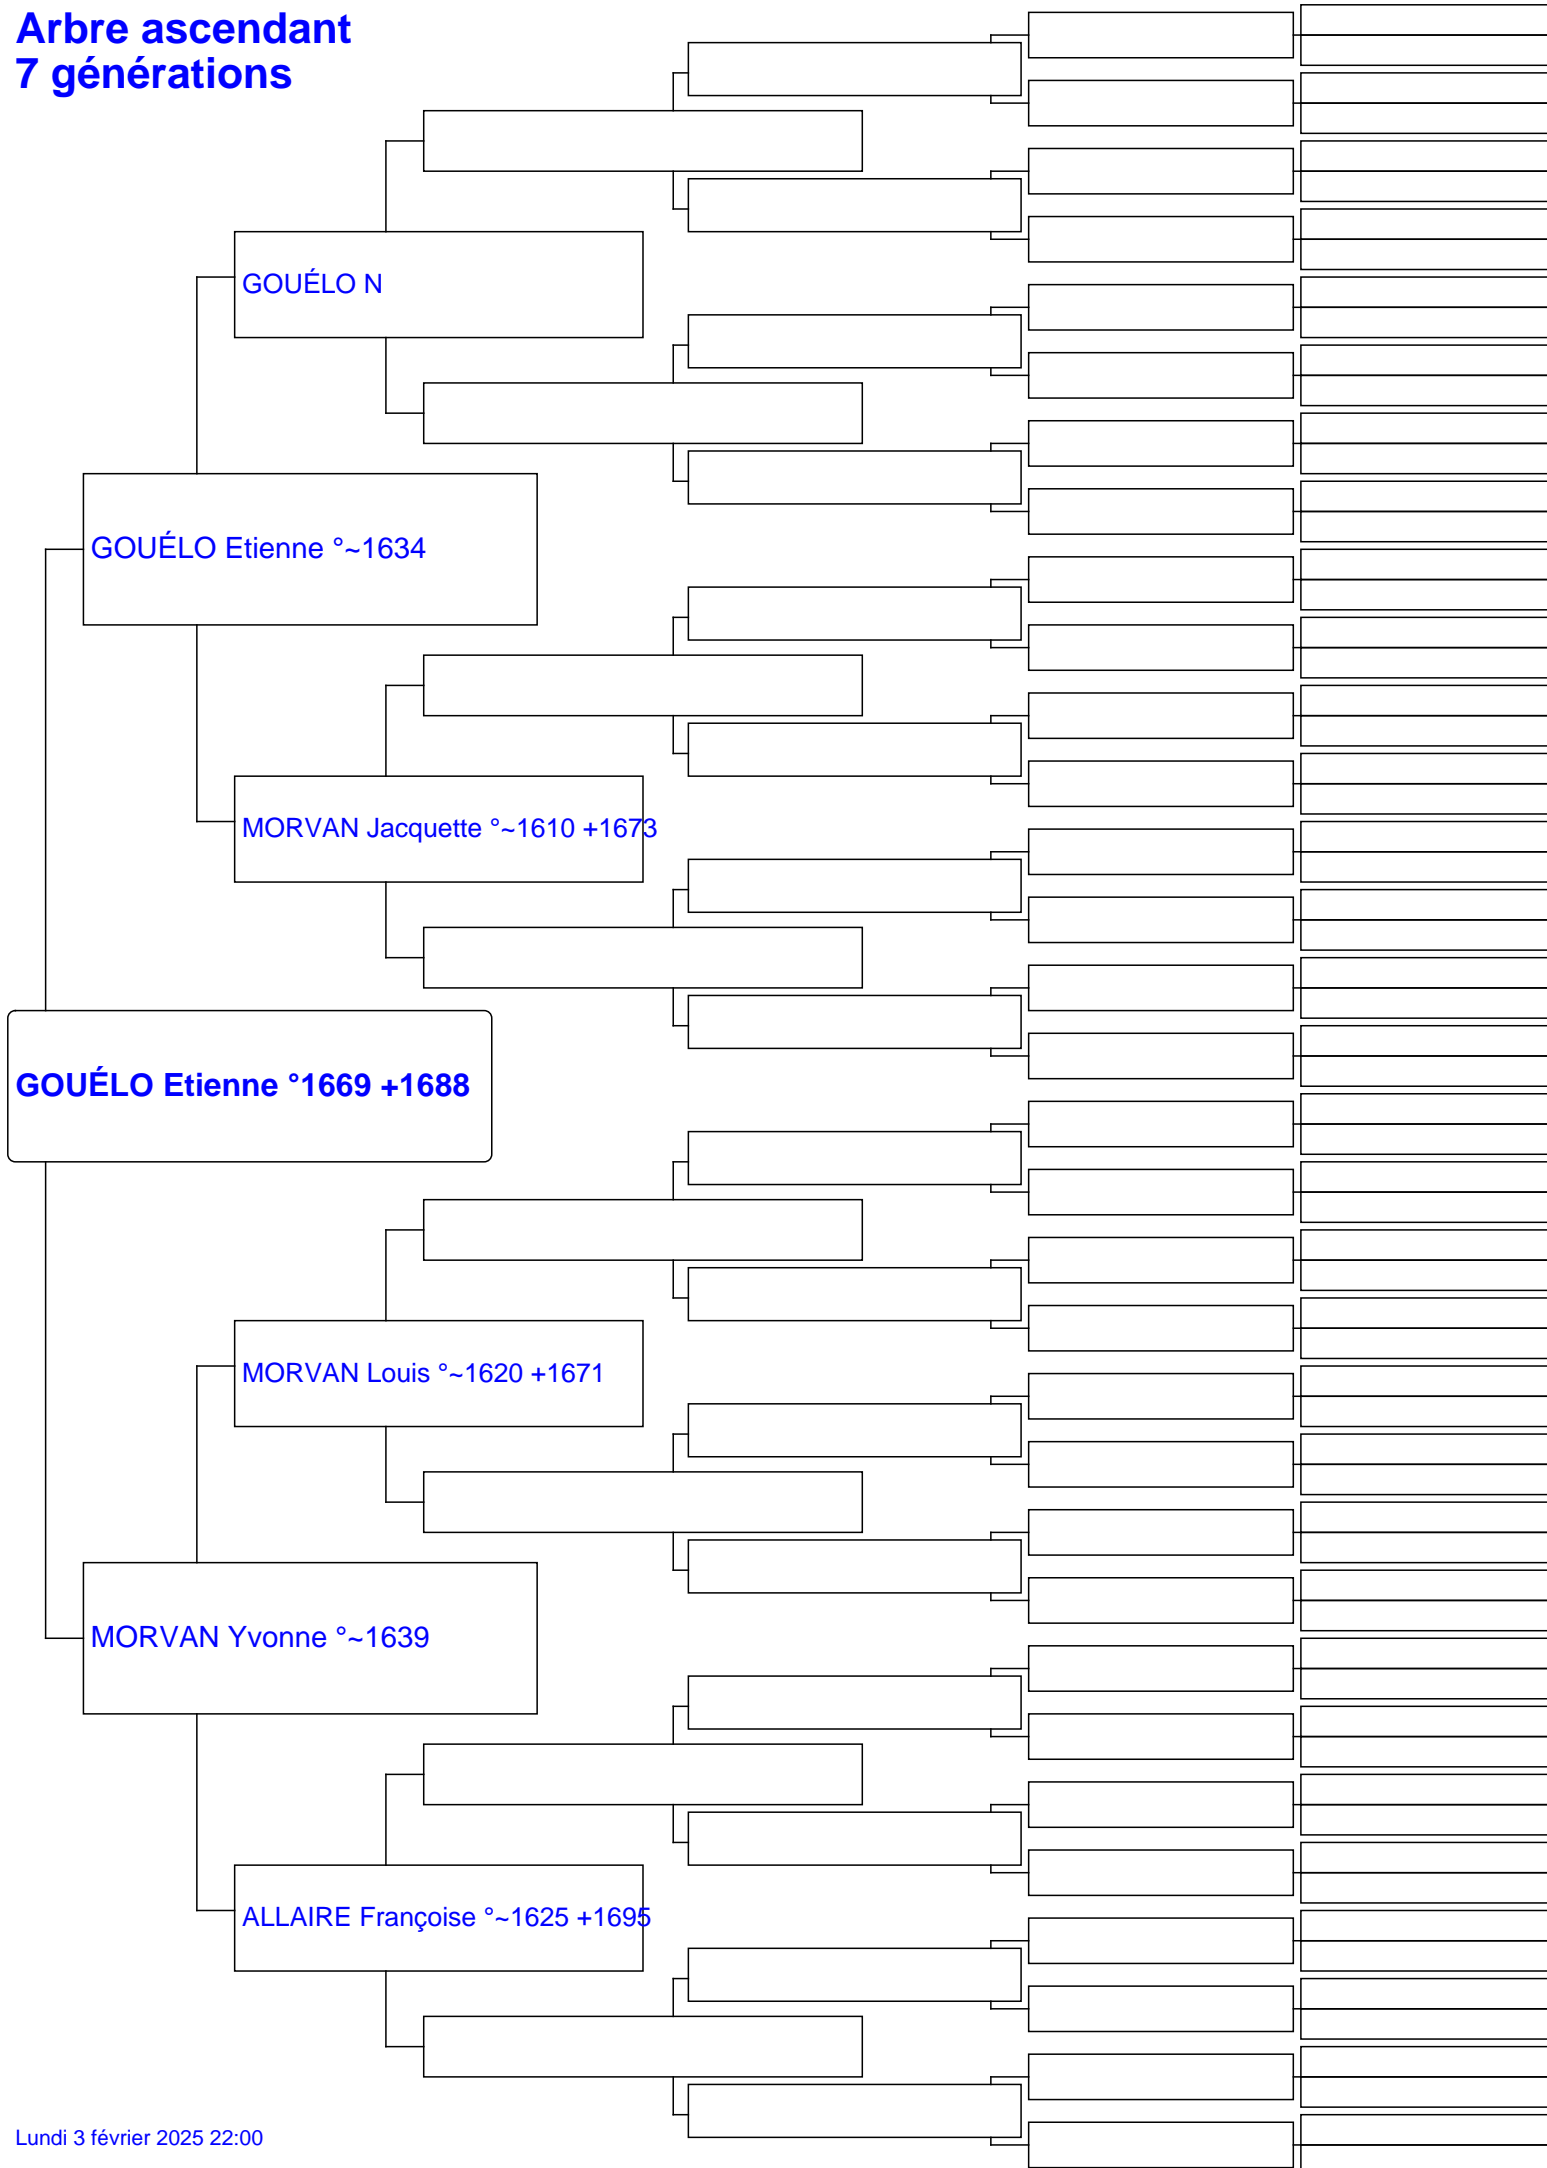 Arbre ascendant
7 générations
GOUÉLO N
GOUÉLO Etienne °~1634
MORVAN Jacquette °~1610 +1673
GOUÉLO Etienne °1669 +1688
MORVAN Louis °~1620 +1671
MORVAN Yvonne °~1639
ALLAIRE Françoise °~1625 +1695
Lundi 3 février 2025 22:00